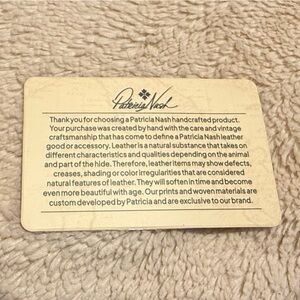 Patricia Nash
Thank you for choosing a Patricia Nash handcrafted product.
Your purchase was created by hand with the care and vintage
craftsmanship that has come to define a Patricia Nash leather
good or accessory. Leather is a natural substance that takes on
different characteristics and qualities depending on the animal
and part of the hide. Therefore, leather items may show defects,
creases, shading or color irregularities that are considered
natural features of leather. They will soften in time and become
even more beautiful with age. Our prints and woven materials are
custom developed by Patricia and are exclusive to our brand.